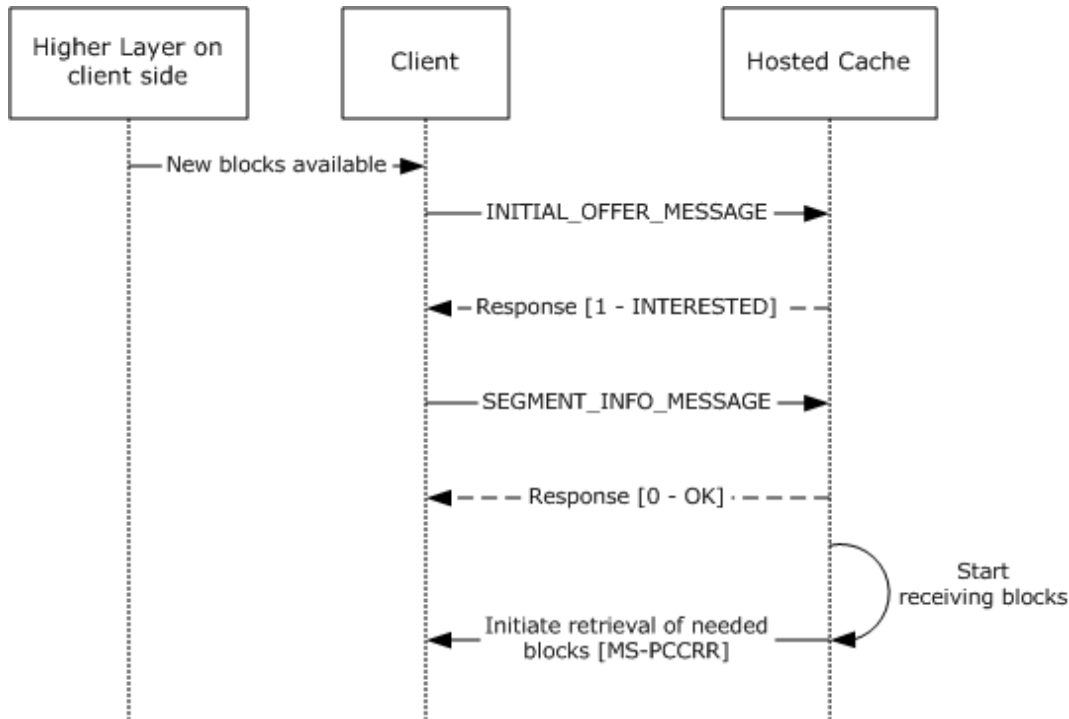 Higher Layer on
client side
Client
Hosted Cache
New blocks available
INITIAL_OFFER_MESSAGE
Response [1 - INTERESTED]
SEGMENT_INFO_MESSAGE
Response [0 - OK]
Start
receiving blocks
Initiate retrieval of needed
blocks [MS-PCCRR]